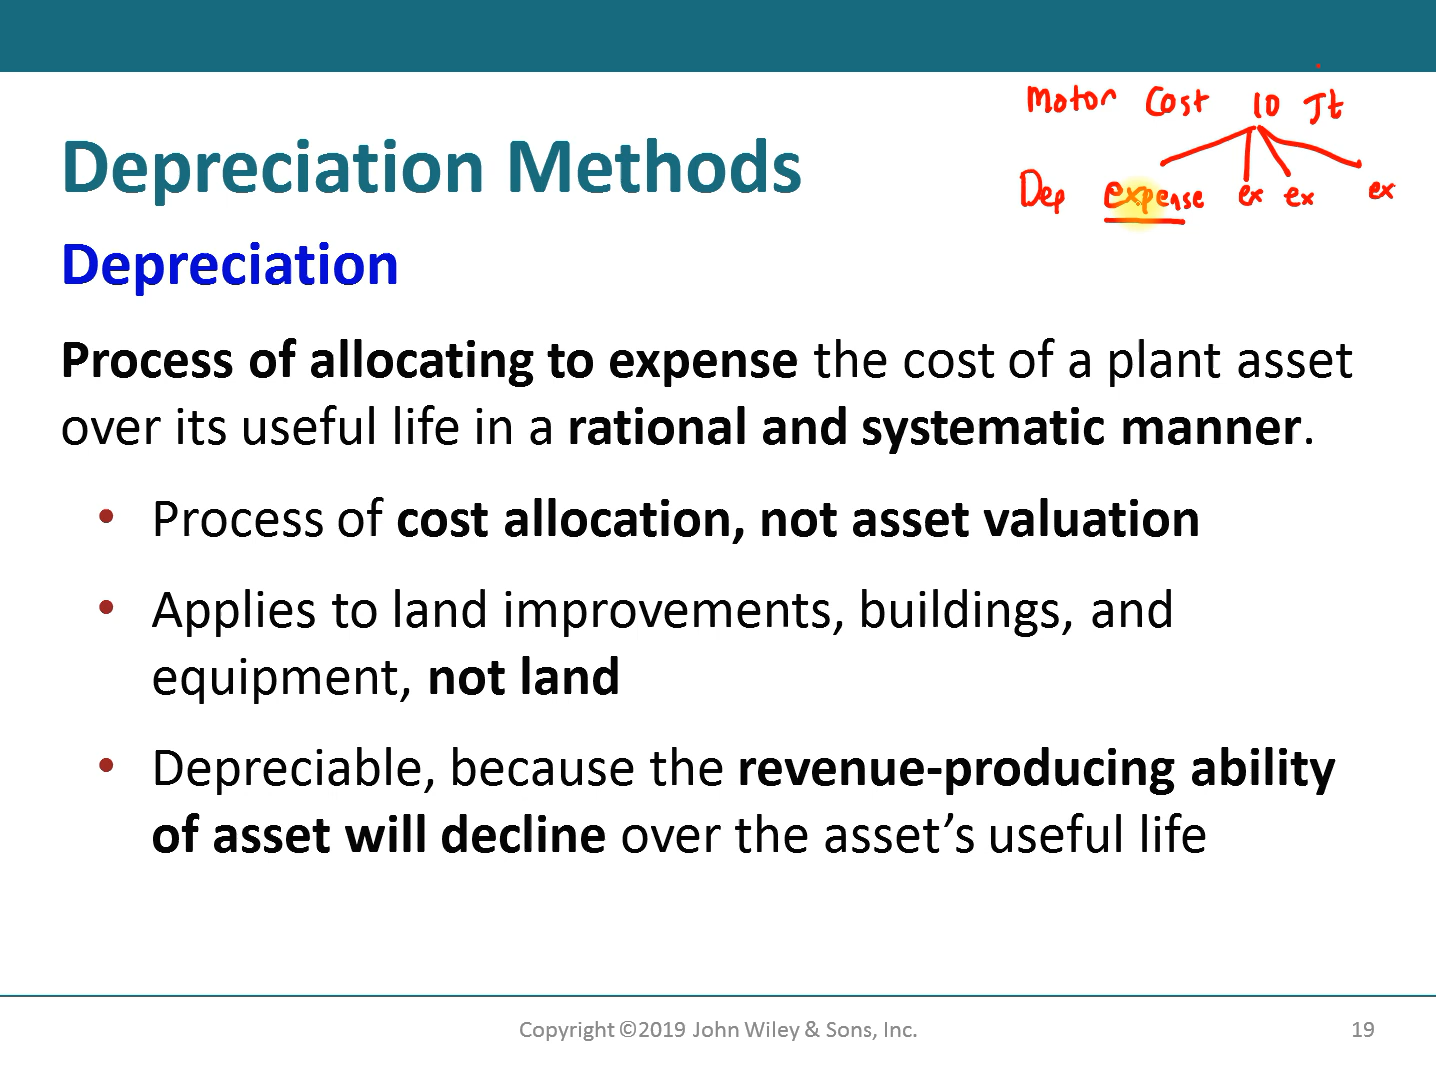 Motor Cost 10 Jt
Dep expense ex ex ex
Depreciation Methods
Depreciation
Process of allocating to expense the cost of a plant asset
over its useful life in a rational and systematic manner.
• Process of cost allocation, not asset valuation
• Applies to land improvements, buildings, and
equipment, not land
• Depreciable, because the revenue-producing ability
of asset will decline over the asset’s useful life
Copyright ©2019 John Wiley & Sons, Inc.
19